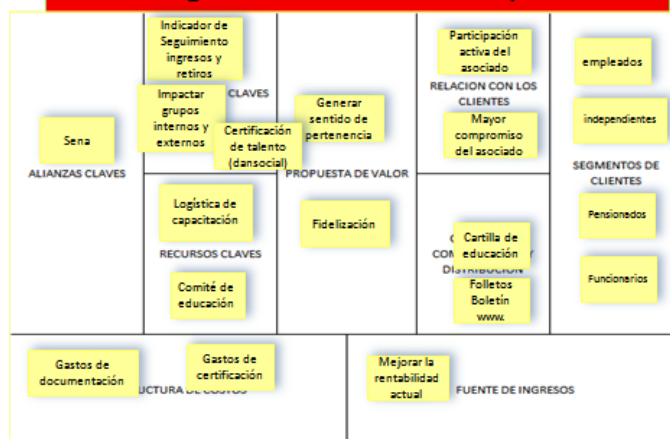 Indicador de
Seguimiento
ingresos y
retiros
Impactar
grupos
internos y
externos
CLAVES
Certificación
de talento
(dansocial)
Sena
ALIANZAS CLAVES
Logística de
capacitación
RECURSOS CLAVES
Comité de
educación
Generar
sentido de
pertenencia
PROPUESTA DE VALOR
Fidelización
Participación
activa del
asociado
RELACION CON LOS
CLIENTES
Mayor
compromiso
del asociado
Cartilla de
educación
DISTRIBUCION
Folletos
Boletín
www.
empleados
independientes
SEGMENTOS DE
CLIENTES
Pensionados
Funcionarios
Gastos de
documentación
Gastos de
certificación
UCTURA DE COSTOS
Mejorar la
rentabilidad
actual
FUENTE DE INGRESOS